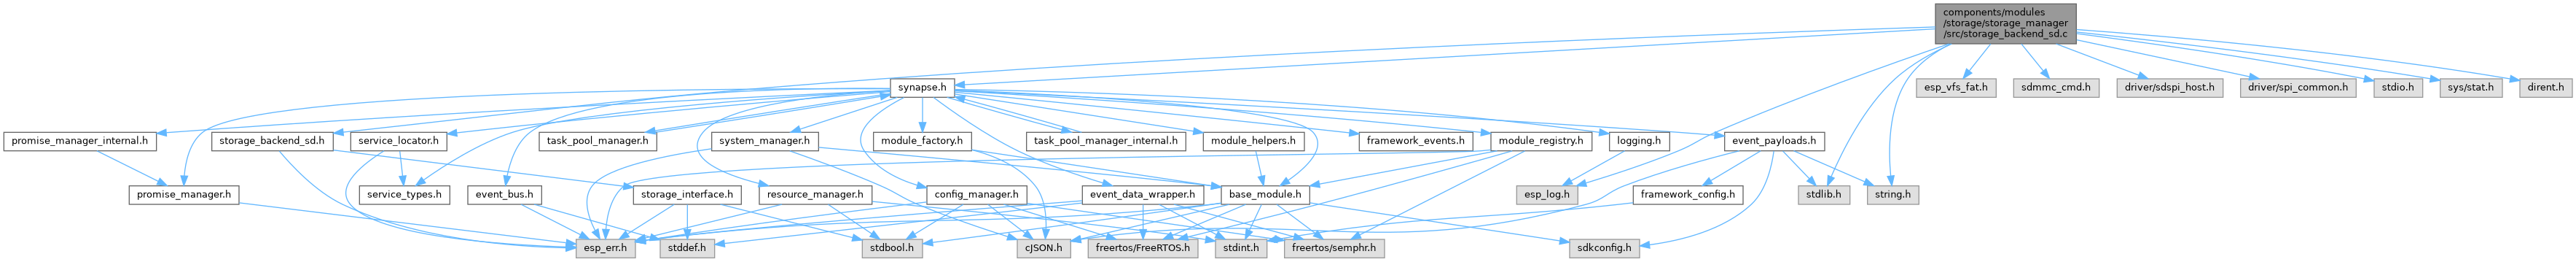 components/modules
/storage/storage_manager
/src/storage_backend_sd.c
synapse.h
esp_vfs_fat.h
sdmmc_cmd.h
driver/sdspi_host.h
driver/spi_common.h
stdio.h
sys/stat.h
dirent.h
promise_manager_internal.h
storage_backend_sd.h
service_locator.h
task_pool_manager.h
system_manager.h
module_factory.h
task_pool_manager_internal.h
module_helpers.h
framework_events.h
module_registry.h
logging.h
event_payloads.h
promise_manager.h
service_types.h
event_bus.h
storage_interface.h
resource_manager.h
config_manager.h
event_data_wrapper.h
base_module.h
esp_log.h
framework_config.h
stdlib.h
string.h
esp_err.h
stddef.h
stdbool.h
cJSON.h
freertos/FreeRTOS.h
stdint.h
freertos/semphr.h
sdkconfig.h